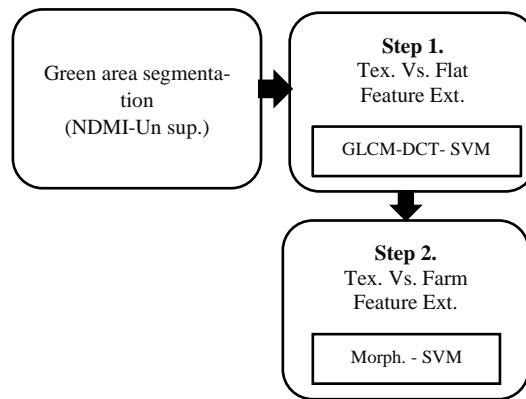 Green area segmenta-
tion
(NDMI-Un sup.)
Step 1.
Tex. Vs. Flat
Feature Ext.
GLCM-DCT- SVM
Step 2.
Tex. Vs. Farm
Feature Ext.
Morph. - SVM